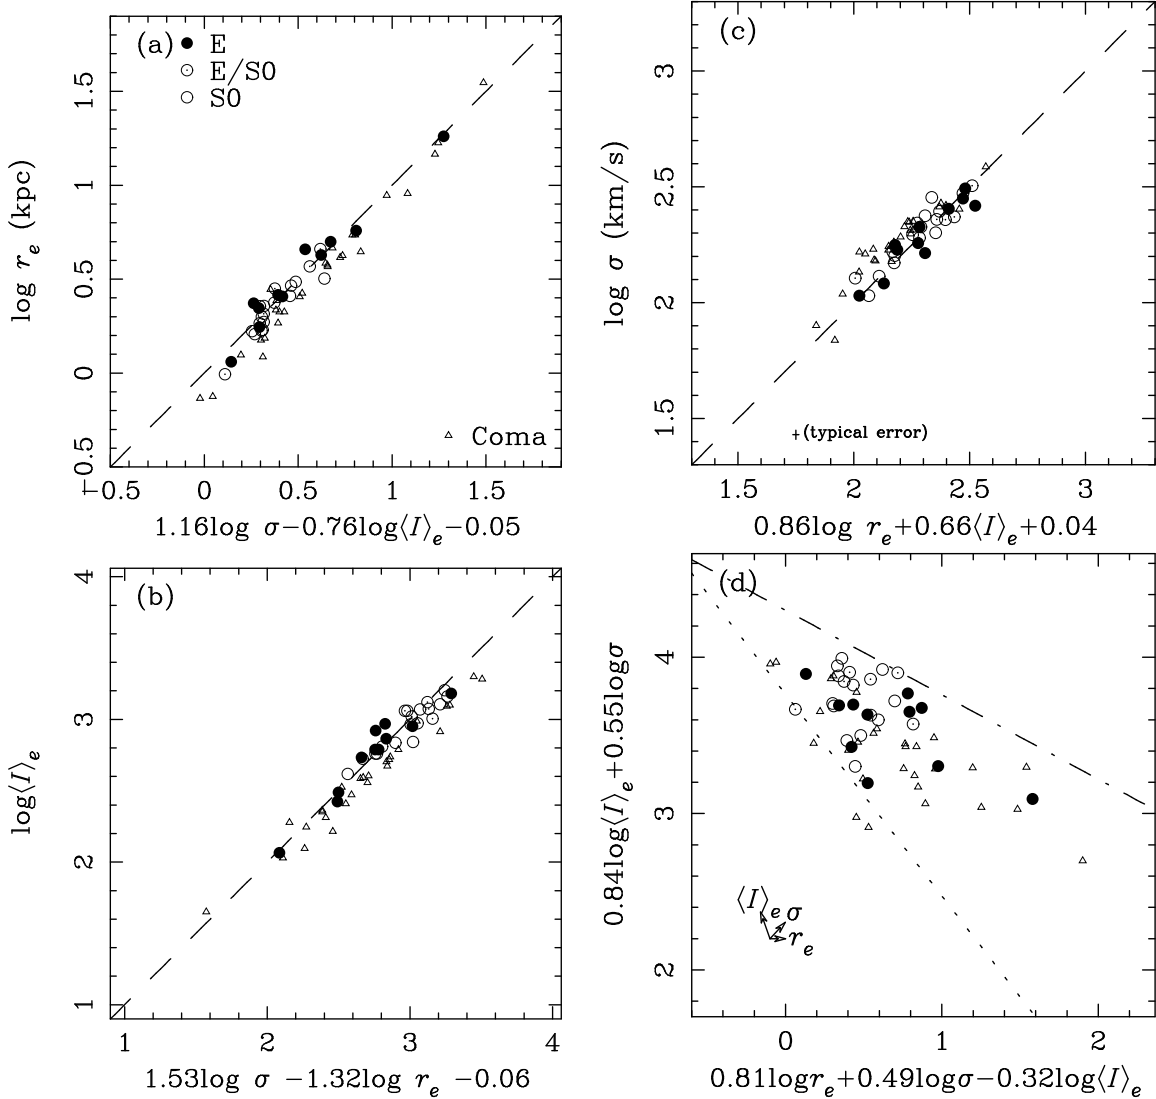 (a)
E
E/S0
S0
Coma
1.5
1
0.5
0
−0.5
log r_e (kpc)
−0.5 0 0.5 1 1.5
1.16log σ−0.76log⟨I⟩_e−0.05
(c)
3
2.5
2
1.5
log σ (km/s)
(typical error)
1.5 2 2.5 3
0.86log r_e+0.66⟨I⟩_e+0.04
(b)
4
3
2
1
log⟨I⟩_e
1 2 3 4
1.53log σ −1.32log r_e −0.06
(d)
4
3
2
0.84log⟨I⟩_e+0.55logσ
⟨I⟩_e σ
r_e
0 1 2
0.81logr_e+0.49logσ−0.32log⟨I⟩_e